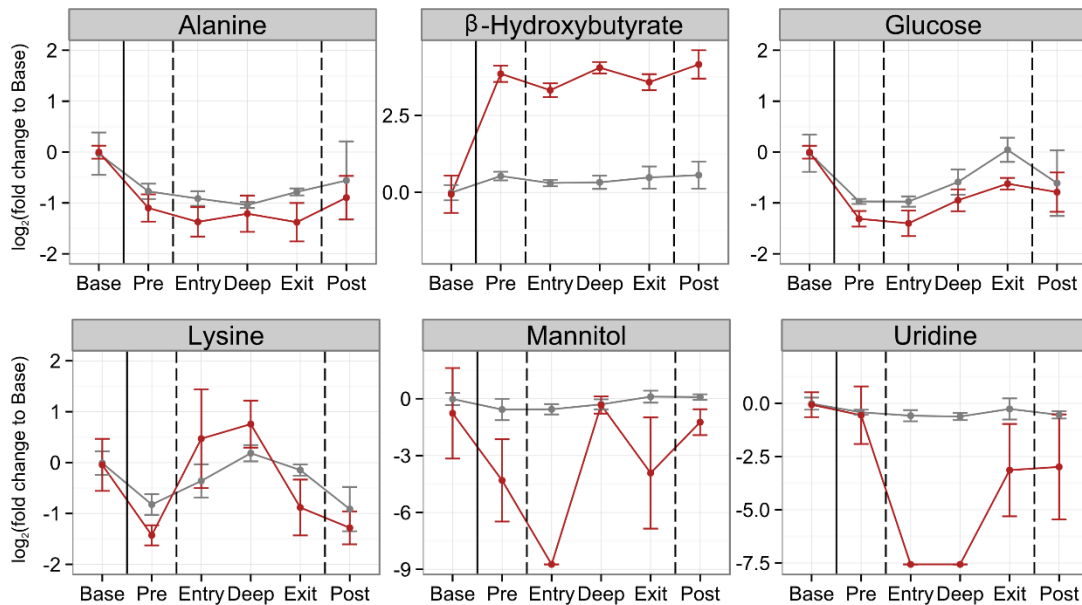 Alanine
β-Hydroxybutyrate
Glucose
log2(fold change to Base)
2
1
0
-1
-2
2.5
0.0
2
1
0
-1
-2
Base Pre Entry Deep Exit Post
Base Pre Entry Deep Exit Post
Base Pre Entry Deep Exit Post
Lysine
Mannitol
Uridine
log2(fold change to Base)
2
1
0
-1
-2
0
-3
-6
-9
0.0
-2.5
-5.0
-7.5
Base Pre Entry Deep Exit Post
Base Pre Entry Deep Exit Post
Base Pre Entry Deep Exit Post